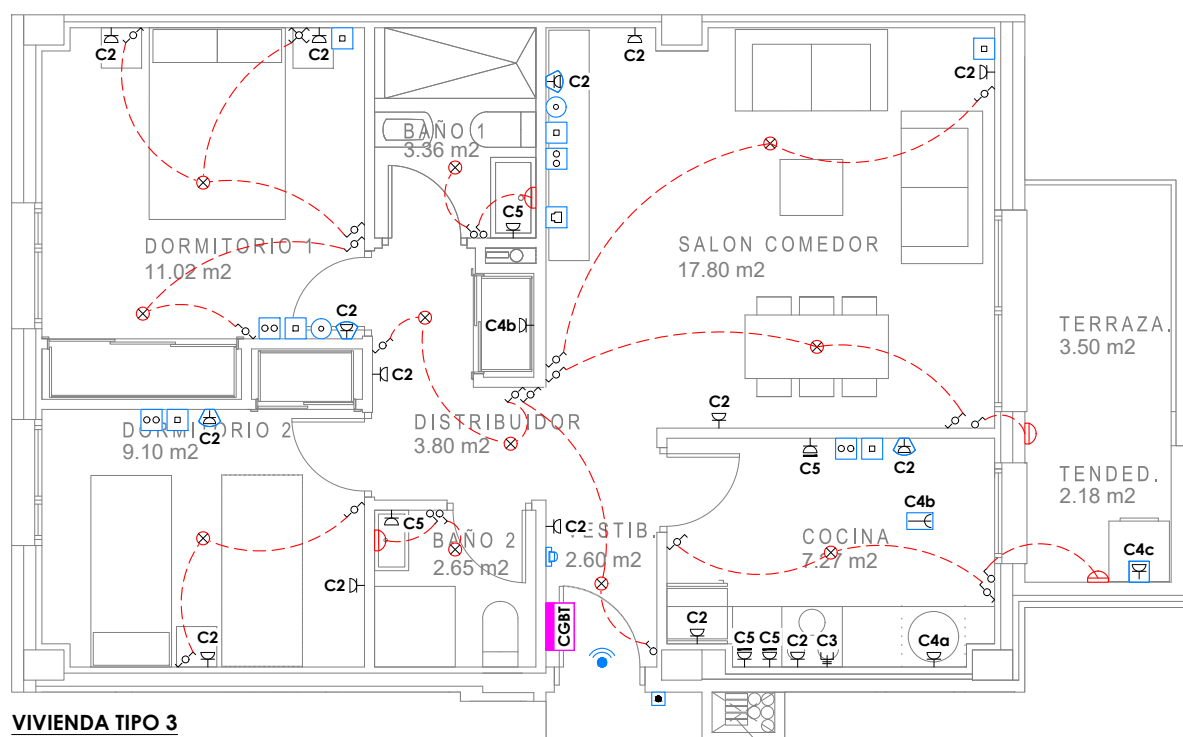 C2
C2
C2
C2
C2
BAÑO 1
3.36 m2
C5
DORMITORIO 1
11.02 m2
SALON COMEDOR
17.80 m2
C2
C4b
TERRAZA.
3.50 m2
C2
C2
DISTRIBUIDOR
3.80 m2
DORMITORIO 2
9.10 m2
C2
C5
C2
C4b
TENDED.
2.18 m2
C5
C2
VESTIB.
2.60 m2
BAÑO 2
2.65 m2
COCINA
7.27 m2
C4c
C2
CGBT
C2
C2
C5
C5
C2
C3
C4a
VIVIENDA TIPO 3